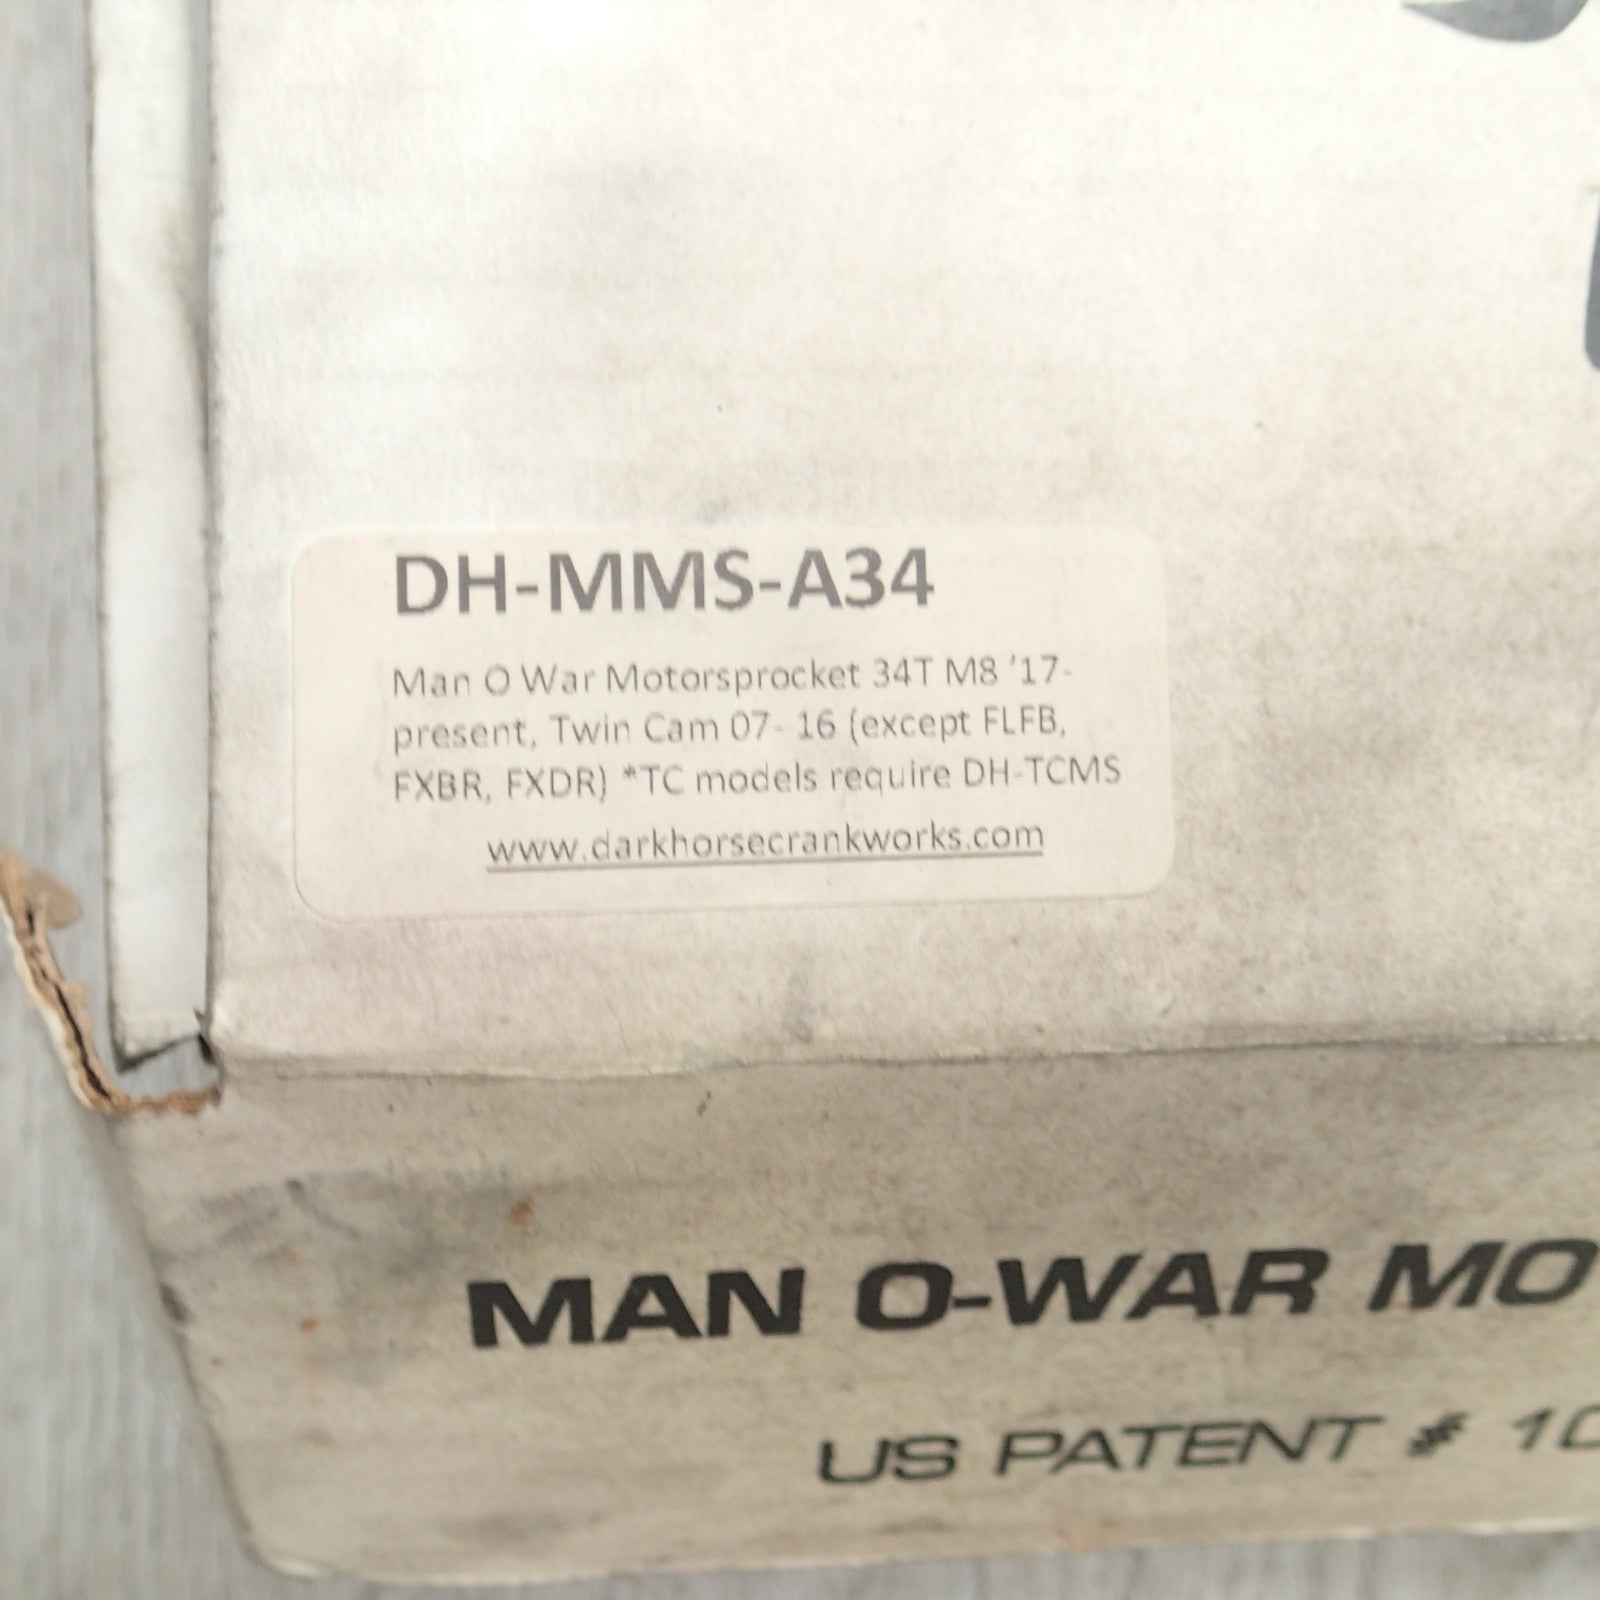 DH-MMS-A34
Man O War Motorsprocket 34T M8 '17-
present, Twin Cam 07- 16 (except FLFB,
FXBR, FXDR) *TC models require DH-TCMS
www.darkhorsecrankworks.com
MAN O-WAR MO
US PATENT # 10